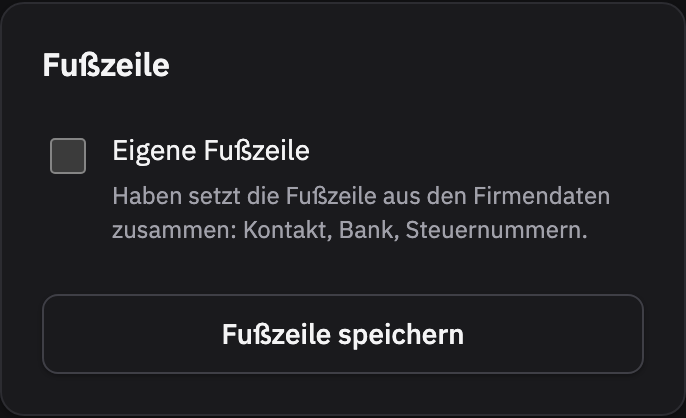 Fußzeile
Eigene Fußzeile
Haben setzt die Fußzeile aus den Firmendaten
zusammen: Kontakt, Bank, Steuernummern.
Fußzeile speichern